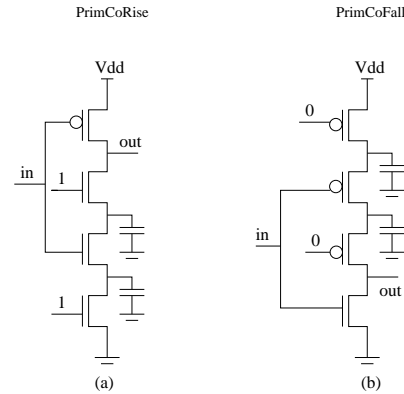 PrimCoRise
PrimCoFall
Vdd
Vdd
0
out
in
1
in
0
1
out
(a)
(b)